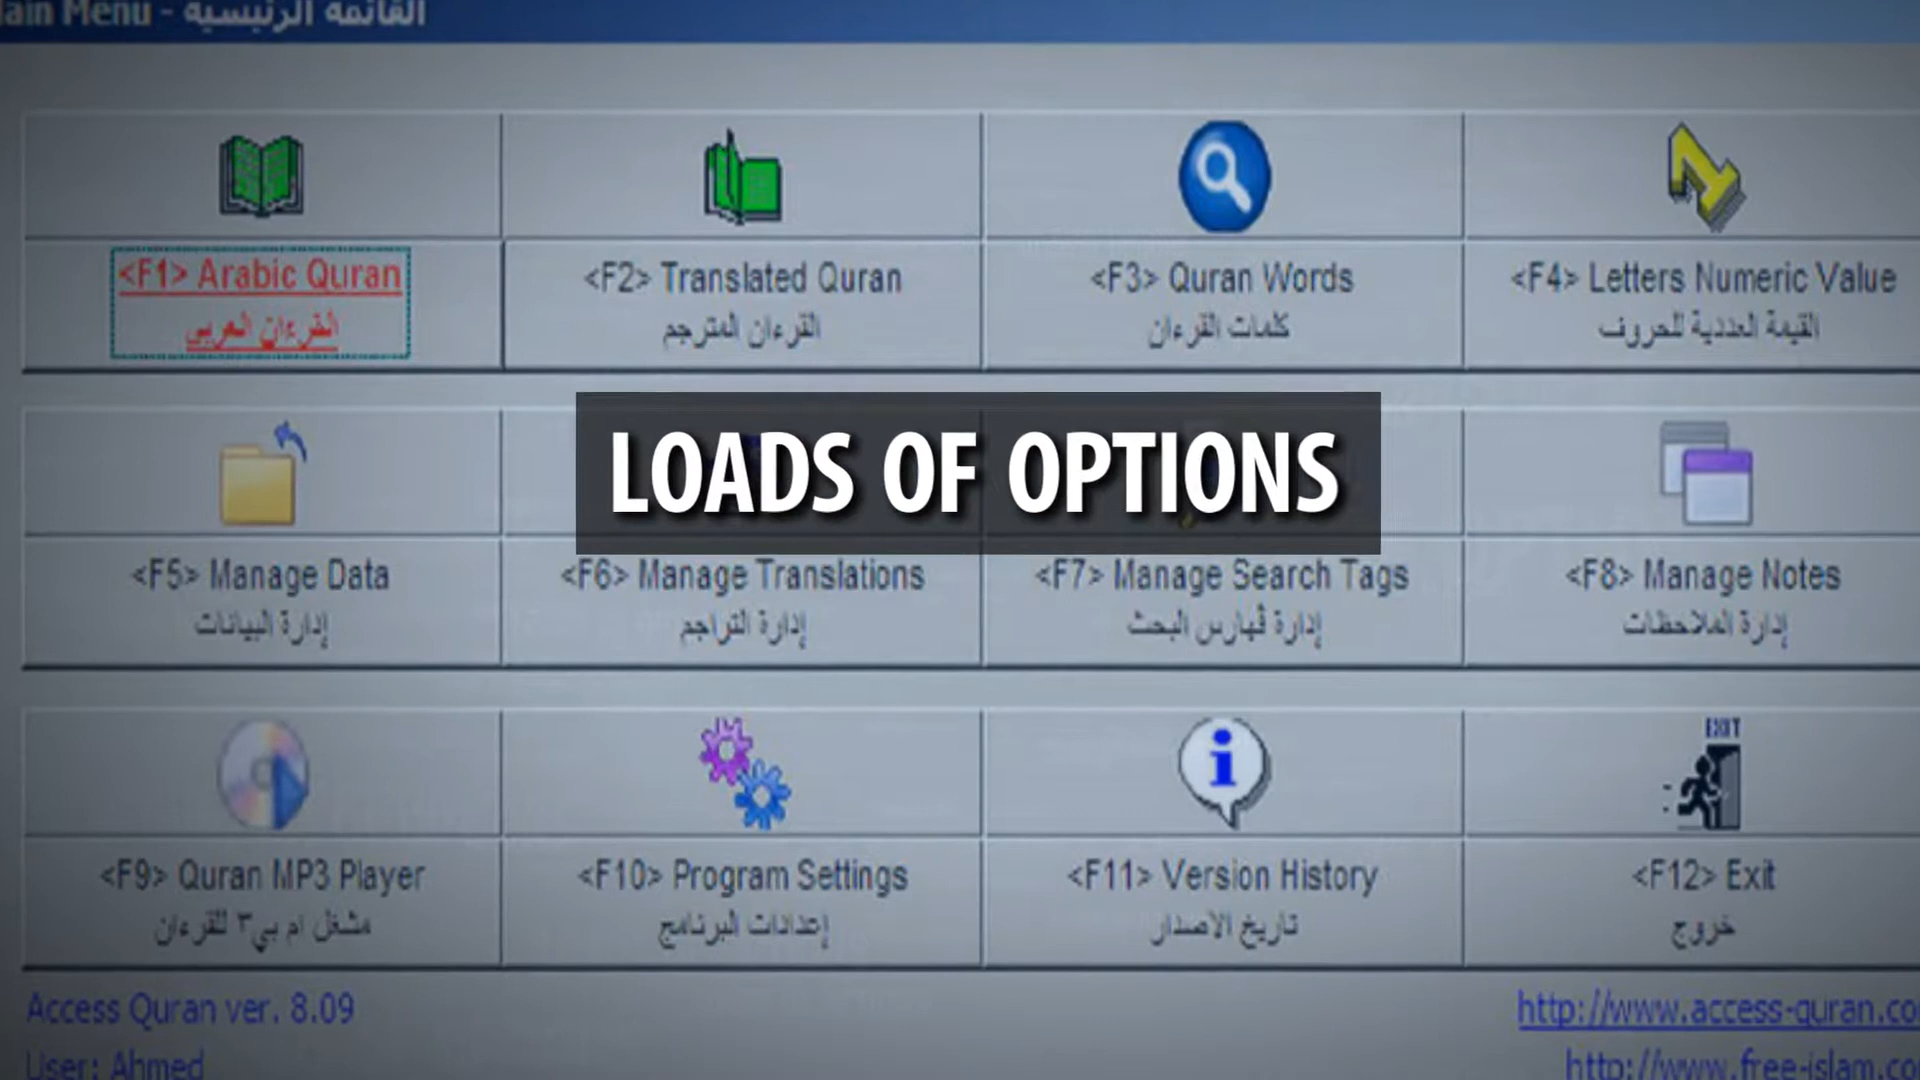 ain Menu - القائمة الرئيسية
<F1> Arabic Quran
القرءان العربي
<F2> Translated Quran
القرءان المترجم
<F3> Quran Words
كلمات القرءان
<F4> Letters Numeric Value
القيمة العددية للحروف
LOADS OF OPTIONS
<F5> Manage Data
إدارة البيانات
<F6> Manage Translations
إدارة التراجم
<F7> Manage Search Tags
إدارة فهارس البحث
<F8> Manage Notes
إدارة الملاحظات
EXIT
<F9> Quran MP3 Player
مشغل ام بي٣ للقرءان
<F10> Program Settings
إعدادات البرنامج
<F11> Version History
تاريخ الاصدار
<F12> Exit
خروج
Access Quran ver. 8.09
http://www.access-quran.co
User: Ahmed
http://www.free-islam.co